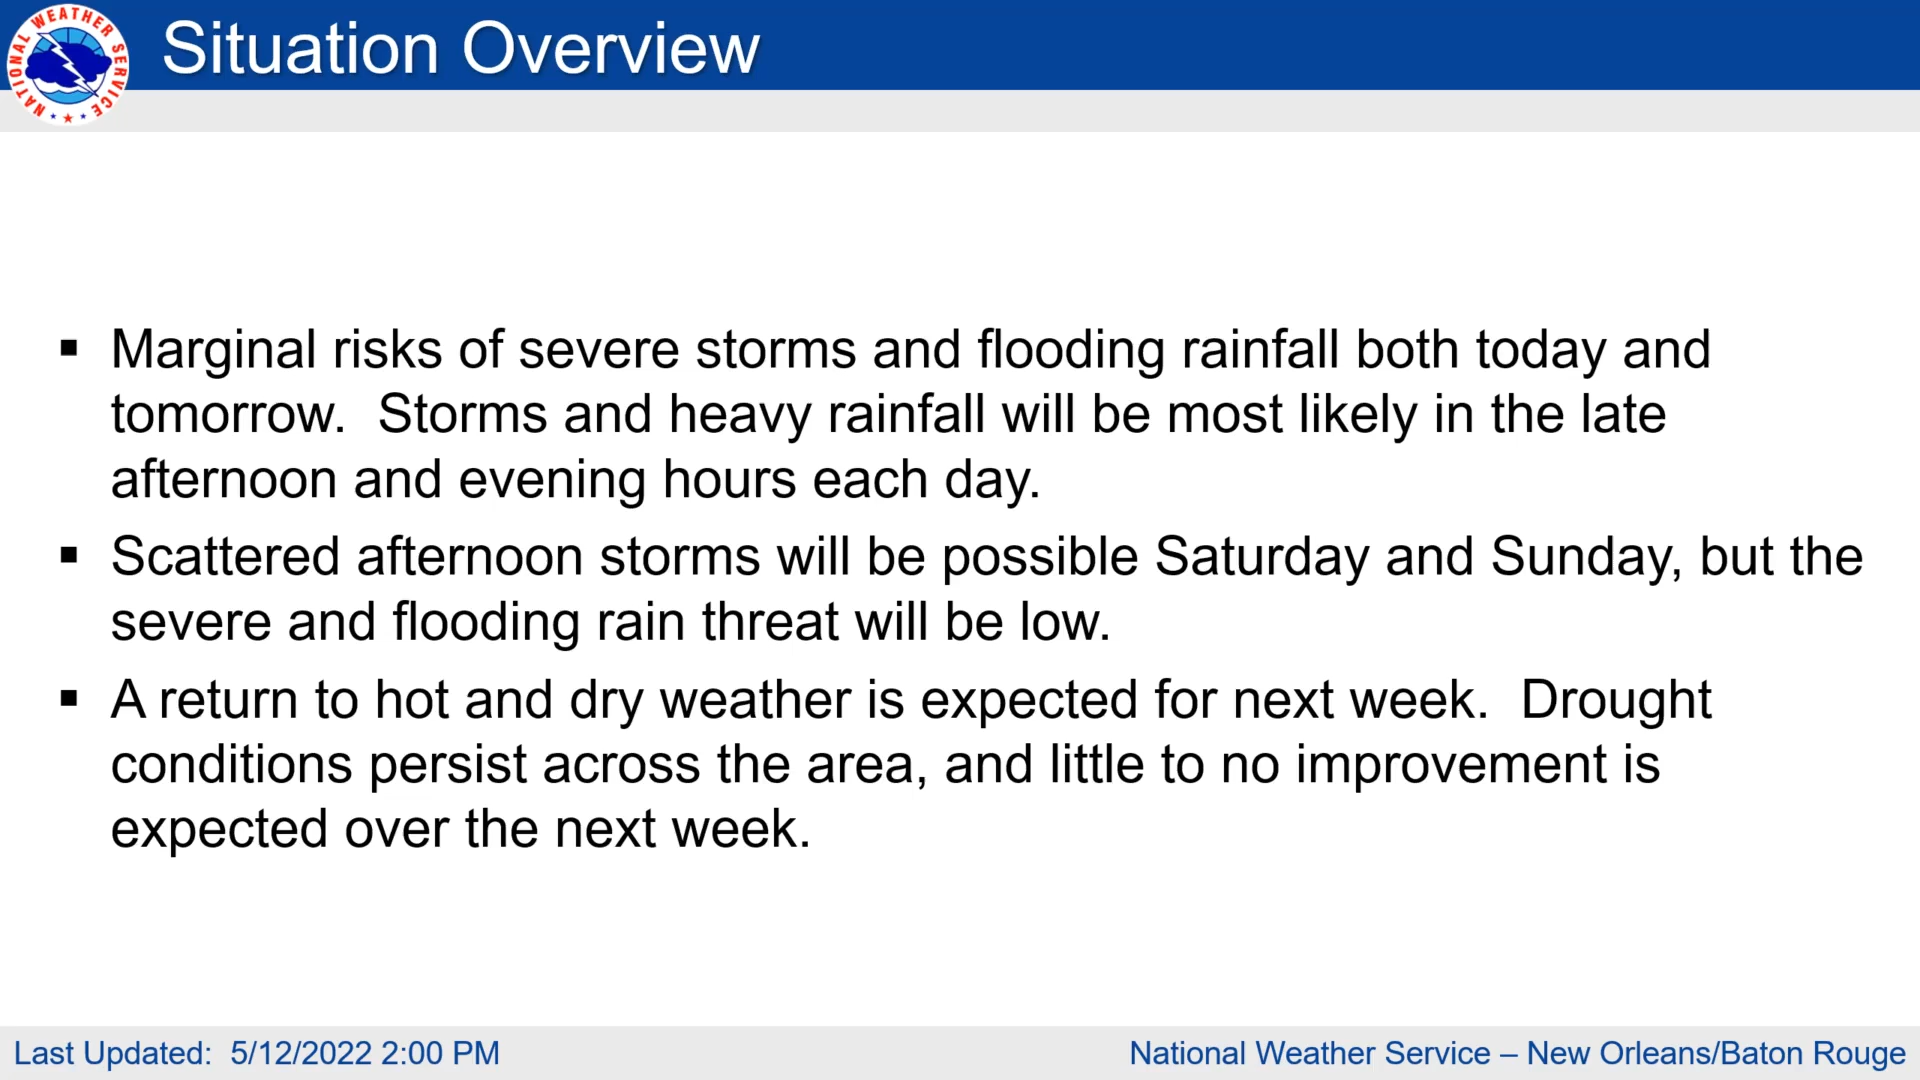 NATIONAL WEATHER SERVICE
Situation Overview
▪ Marginal risks of severe storms and flooding rainfall both today and
tomorrow.  Storms and heavy rainfall will be most likely in the late
afternoon and evening hours each day.
▪ Scattered afternoon storms will be possible Saturday and Sunday, but the
severe and flooding rain threat will be low.
▪ A return to hot and dry weather is expected for next week.  Drought
conditions persist across the area, and little to no improvement is
expected over the next week.
Last Updated:  5/12/2022 2:00 PM
National Weather Service – New Orleans/Baton Rouge